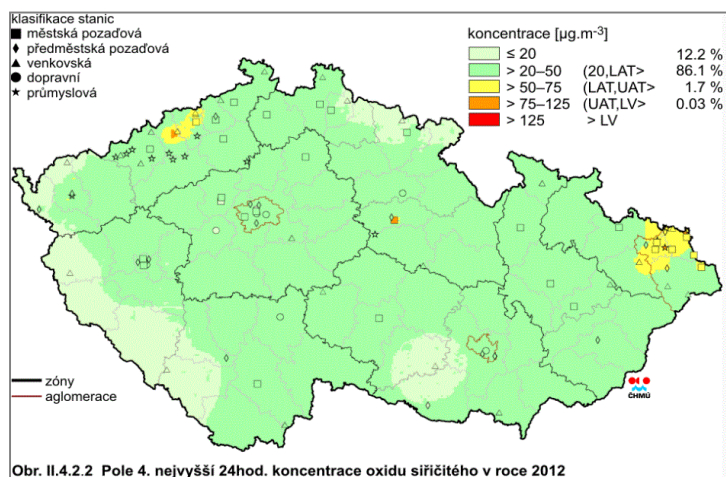 klasifikace stanic
městská pozaďová
předměstská pozaďová
venkovská
dopravní
průmyslová
koncentrace [µg.m-3]
≤ 20 12.2 %
> 20–50 (20,LAT> 86.1 %
> 50–75 (LAT,UAT> 1.7 %
> 75–125 (UAT,LV> 0.03 %
> 125 > LV
zóny
aglomerace
ČHMÚ
Obr. II.4.2.2 Pole 4. nejvyšší 24hod. koncentrace oxidu siřičitého v roce 2012